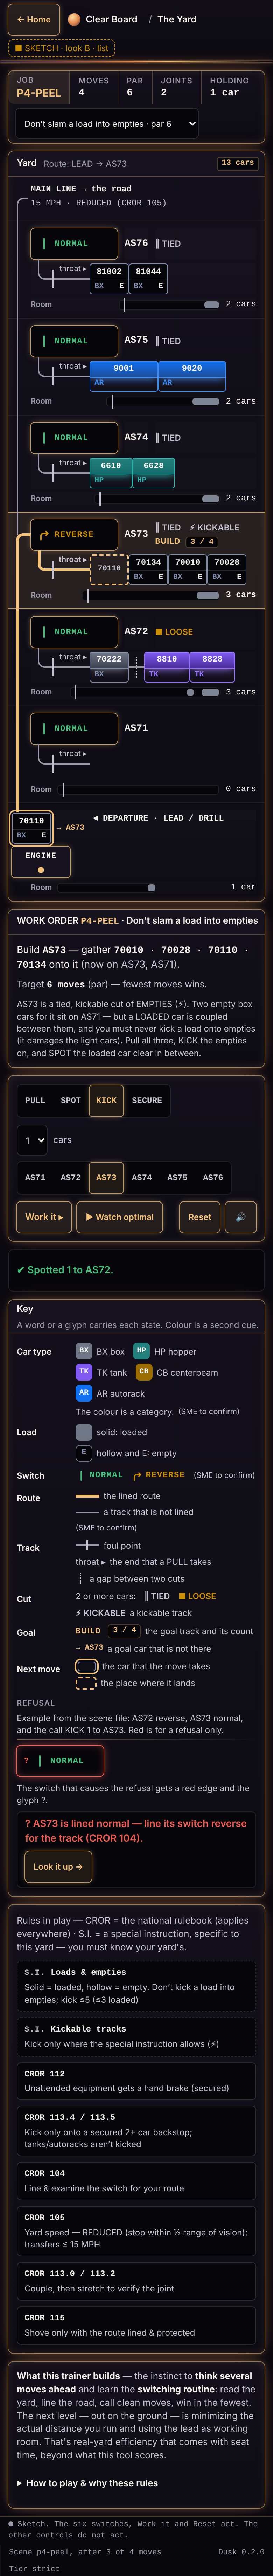 ← Home
Clear Board / The Yard
SKETCH · look B · list
JOB
P4-PEEL
MOVES
4
PAR
6
JOINTS
2
HOLDING
1 car
Don't slam a load into empties · par 6
Yard Route: LEAD → AS73
13 cars
MAIN LINE → the road
15 MPH · REDUCED (CROR 105)
NORMAL
AS76 TIED
throat ▸
81002 81044
BX E BX E
Room 2 cars
NORMAL
AS75 TIED
throat ▸
9001 9020
AR AR
Room 2 cars
NORMAL
AS74 TIED
throat ▸
6610 6628
HP HP
Room 2 cars
REVERSE
AS73 TIED ⚡ KICKABLE
BUILD 3 / 4
throat ▸
70110 70134 70010 70028
BX E BX E BX E
Room 3 cars
NORMAL
AS72 LOOSE
throat ▸
70222 8810 8828
BX TK TK
Room 3 cars
NORMAL
AS71
throat ▸
Room 0 cars
70110
BX E
→ AS73
◄ DEPARTURE · LEAD / DRILL
ENGINE
Room 1 car
WORK ORDER P4-PEEL · Don't slam a load into empties
Build AS73 — gather 70010 · 70028 · 70110 ·
70134 onto it (now on AS73, AS71).
Target 6 moves (par) — fewest moves wins.
AS73 is a tied, kickable cut of EMPTIES (⚡). Two empty box
cars for it sit on AS71 — but a LOADED car is coupled
between them, and you must never kick a load onto empties
(it damages the light cars). Pull all three, KICK the empties
on, and SPOT the loaded car clear in between.
PULL SPOT KICK SECURE
1 cars
AS71 AS72 AS73 AS74 AS75 AS76
Work it ▸
▶ Watch optimal
Reset
🔊
✔ Spotted 1 to AS72.
Key
A word or a glyph carries each state. Colour is a second cue.
Car type
BX BX box HP HP hopper
TK TK tank CB CB centerbeam
AR AR autorack
The colour is a category. (SME to confirm)
Load
solid: loaded
E hollow and E: empty
Switch
NORMAL REVERSE (SME to confirm)
Route
the lined route
a track that is not lined
(SME to confirm)
Track
foul point
throat ▸ the end that a PULL takes
a gap between two cuts
Cut
2 or more cars: TIED LOOSE
⚡ KICKABLE a kickable track
Goal
BUILD 3 / 4 the goal track and its count
→ AS73 a goal car that is not there
Next move
the car that the move takes
the place where it lands
REFUSAL
Example from the scene file: AS72 reverse, AS73 normal,
and the call KICK 1 to AS73. Red is for a refusal only.
? NORMAL
The switch that causes the refusal gets a red edge and the
glyph ?.
? AS73 is lined normal — line its switch reverse
for the track (CROR 104).
Look it up →
Rules in play — CROR = the national rulebook (applies
everywhere) · S.I. = a special instruction, specific to
this yard — you must know your yard's.
S.I. Loads & empties
Solid = loaded, hollow = empty. Don't kick a load into
empties; kick ≤5 (≤3 loaded)
S.I. Kickable tracks
Kick only where the special instruction allows (⚡)
CROR 112
Unattended equipment gets a hand brake (secured)
CROR 113.4 / 113.5
Kick only onto a secured 2+ car backstop;
tanks/autoracks aren't kicked
CROR 104
Line & examine the switch for your route
CROR 105
Yard speed — REDUCED (stop within ½ range of vision);
transfers ≤ 15 MPH
CROR 113.0 / 113.2
Couple, then stretch to verify the joint
CROR 115
Shove only with the route lined & protected
What this trainer builds — the instinct to think several
moves ahead and learn the switching routine: read the
yard, line the road, call clean moves, win in the fewest.
The next level — out on the ground — is minimizing the
actual distance you run and using the lead as working
room. That's real-yard efficiency that comes with seat
time, beyond what this tool scores.
▶ How to play & why these rules
● Sketch. The six switches, Work it and Reset act. The
other controls do not act.
Scene p4-peel, after 3 of 4 moves Dusk 0.2.0
Tier strict